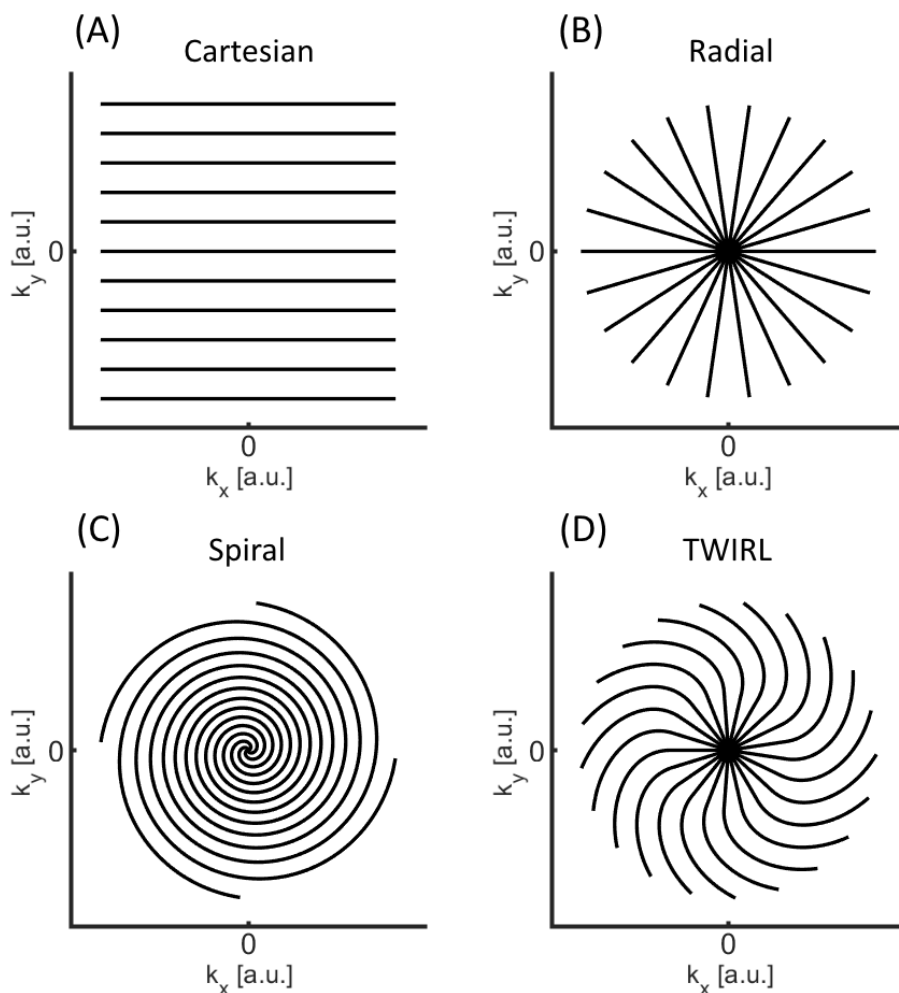 (A)
Cartesian
0
k_y [a.u.]
0
k_x [a.u.]
(B)
Radial
0
k_y [a.u.]
0
k_x [a.u.]
(C)
Spiral
0
k_y [a.u.]
0
k_x [a.u.]
(D)
TWIRL
0
k_y [a.u.]
0
k_x [a.u.]